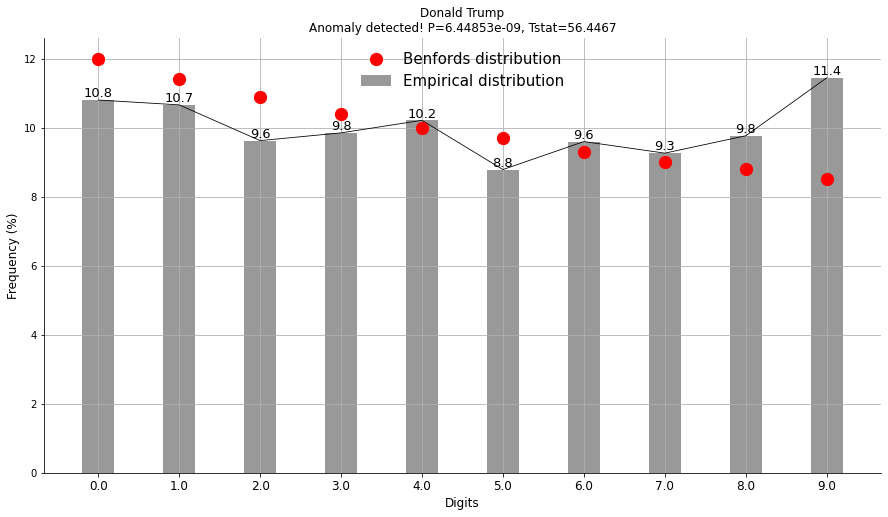 Donald Trump
Anomaly detected! P=6.44853e-09, Tstat=56.4467
Benfords distribution
Empirical distribution
12
10
8
6
4
2
0
Frequency (%)
10.8 10.7 9.6 9.8 10.2 8.8 9.6 9.3 9.8 11.4
0.0 1.0 2.0 3.0 4.0 5.0 6.0 7.0 8.0 9.0
Digits